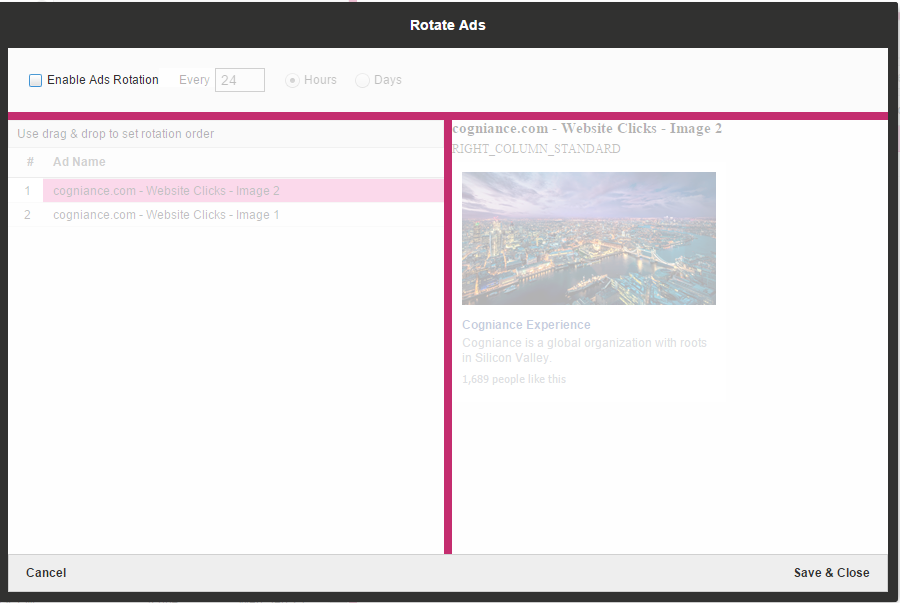 Rotate Ads
Enable Ads Rotation Every 24 Hours Days
Use drag & drop to set rotation order
# Ad Name
1 cogniance.com - Website Clicks - Image 2
2 cogniance.com - Website Clicks - Image 1
cogniance.com - Website Clicks - Image 2
RIGHT_COLUMN_STANDARD
Cogniance Experience
Cogniance is a global organization with roots
in Silicon Valley.
1,689 people like this
Cancel Save & Close